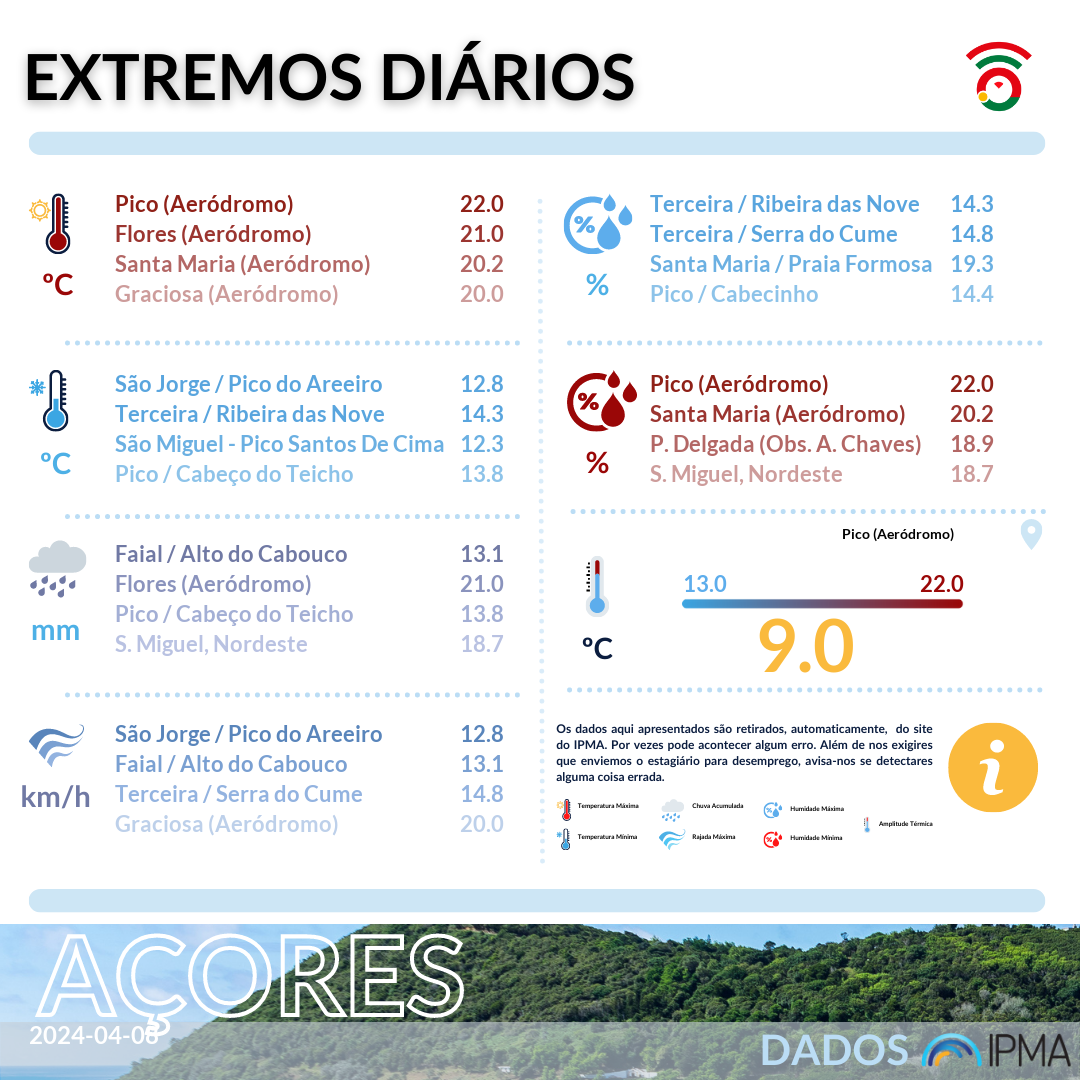 EXTREMOS DIÁRIOS
Pico (Aeródromo) 22.0
Flores (Aeródromo) 21.0
Santa Maria (Aeródromo) 20.2
Graciosa (Aeródromo) 20.0
ºC
São Jorge / Pico do Areeiro 12.8
Terceira / Ribeira das Nove 14.3
São Miguel - Pico Santos De Cima 12.3
Pico / Cabeço do Teicho 13.8
ºC
Faial / Alto do Cabouco 13.1
Flores (Aeródromo) 21.0
Pico / Cabeço do Teicho 13.8
S. Miguel, Nordeste 18.7
mm
São Jorge / Pico do Areeiro 12.8
Faial / Alto do Cabouco 13.1
Terceira / Serra do Cume 14.8
Graciosa (Aeródromo) 20.0
km/h
%
Terceira / Ribeira das Nove 14.3
Terceira / Serra do Cume 14.8
Santa Maria / Praia Formosa 19.3
Pico / Cabecinho 14.4
%
%
Pico (Aeródromo) 22.0
Santa Maria (Aeródromo) 20.2
P. Delgada (Obs. A. Chaves) 18.9
S. Miguel, Nordeste 18.7
%
Pico (Aeródromo)
13.0 22.0
9.0
ºC
Os dados aqui apresentados são retirados, automaticamente, do site
do IPMA. Por vezes pode acontecer algum erro. Além de nos exigires
que enviemos o estagiário para desemprego, avisa-nos se detectares
alguma coisa errada.
i
Temperatura Máxima Chuva Acumulada Humidade Máxima
Amplitude Térmica
Temperatura Mínima Rajada Máxima Humidade Mínima
AÇORES
2024-04-08
DADOS IPMA